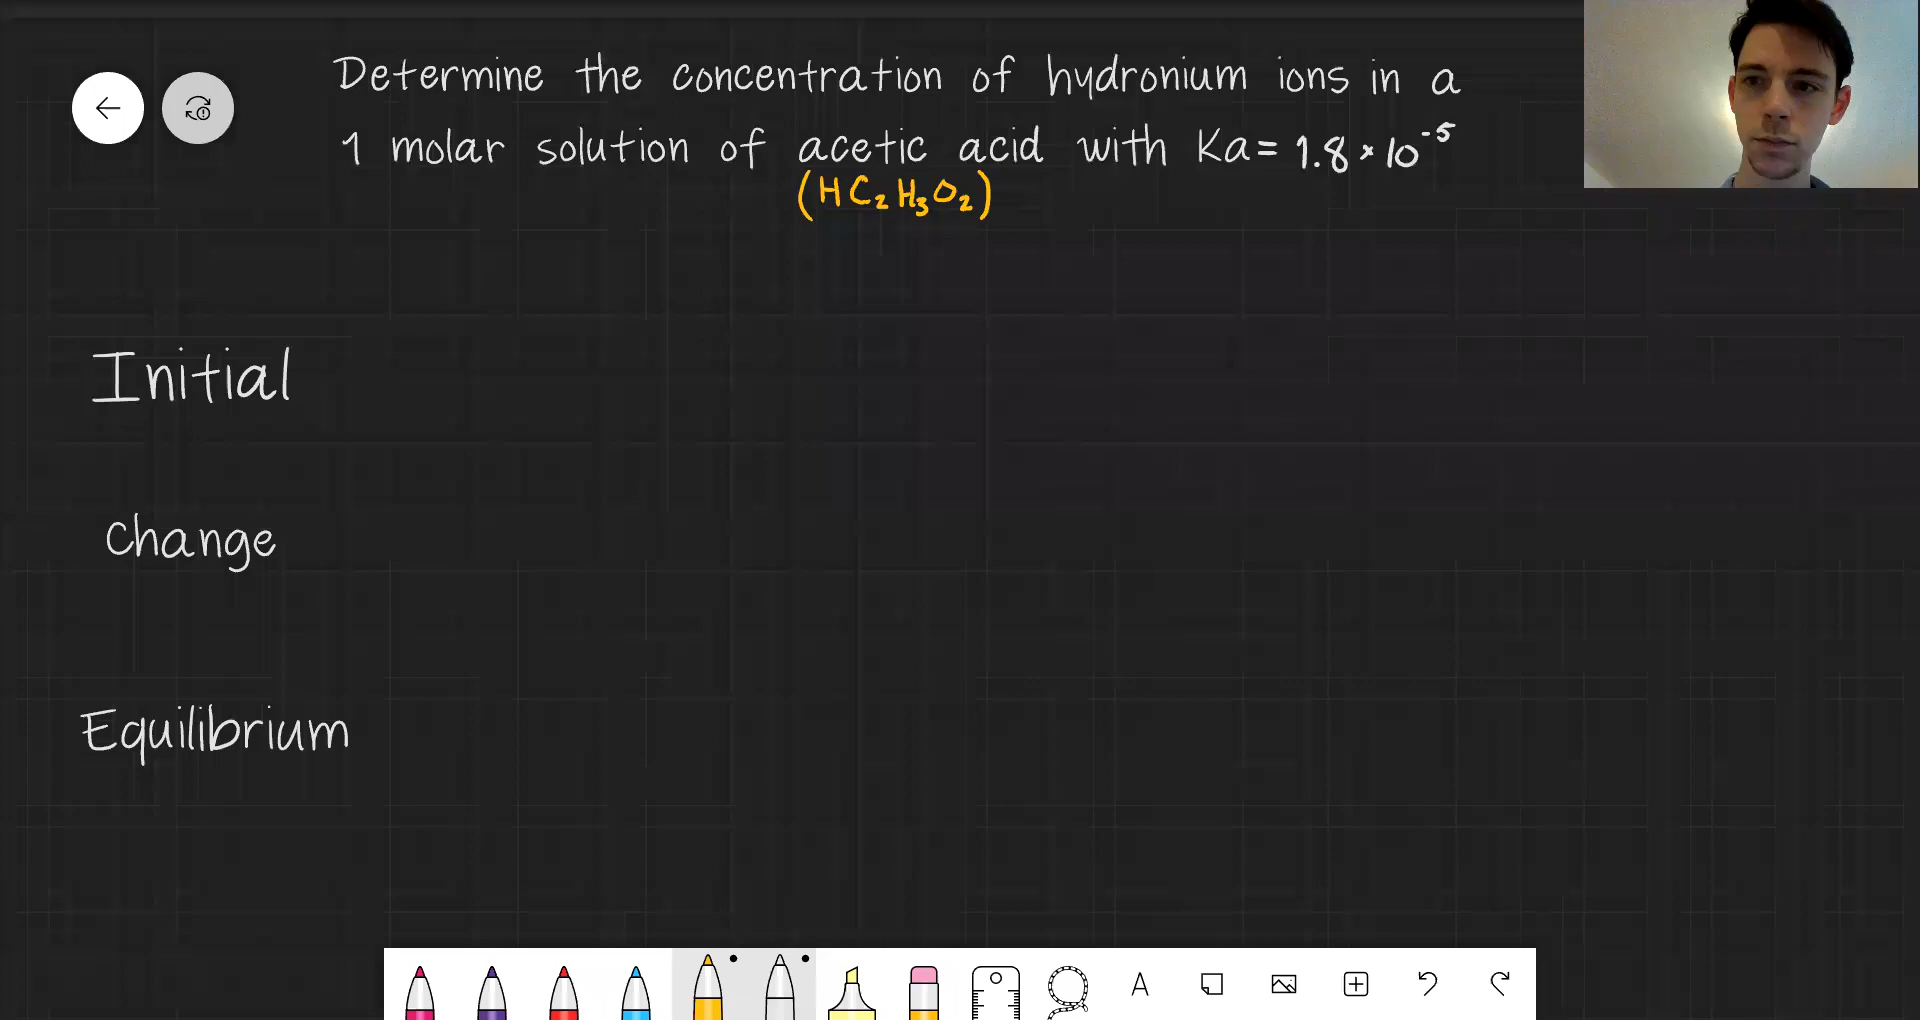 Determine the concentration of hydronium ions in a
1 molar solution of acetic acid with Ka = 1.8 × 10⁻⁵
(HC₂H₃O₂)
Initial
Change
Equilibrium
A